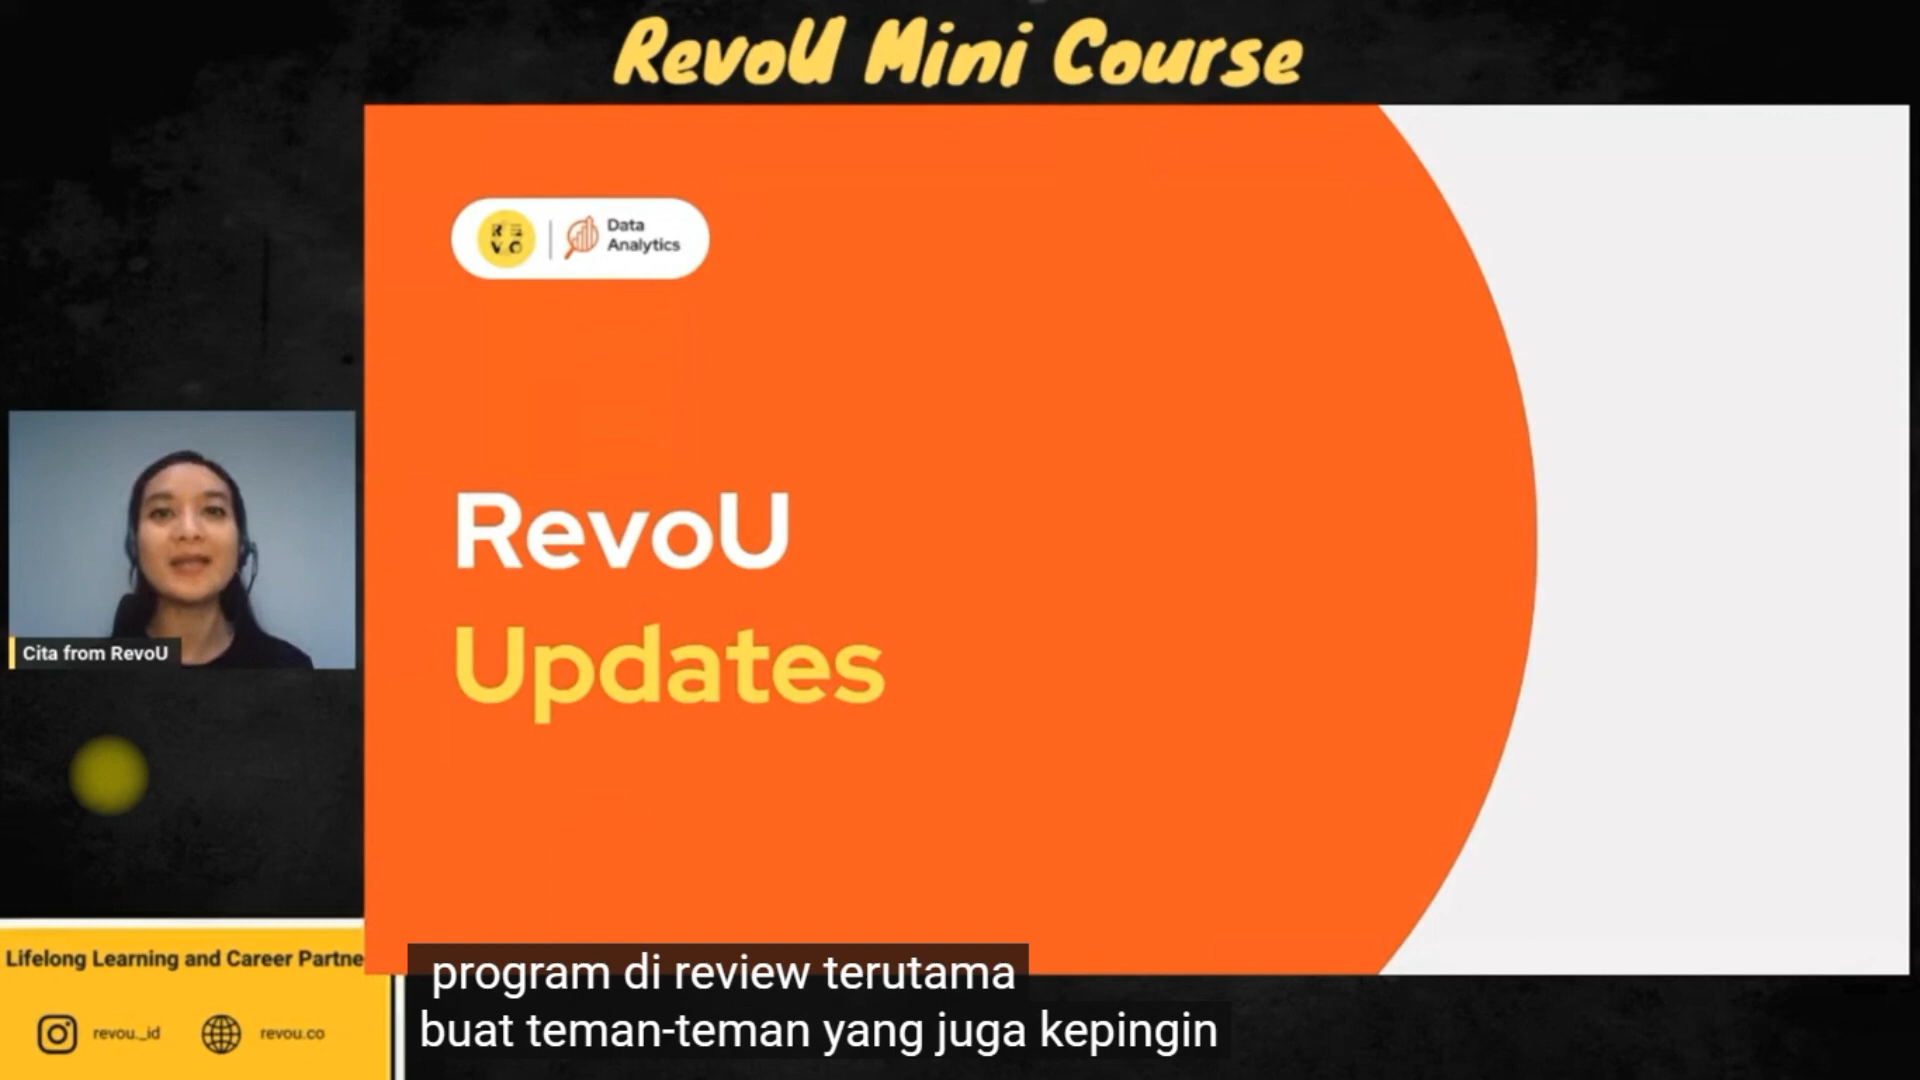 RevoU Mini Course
REVO
Data
Analytics
RevoU
Updates
Cita from RevoU
Lifelong Learning and Career Partne
revou_id
revou.co
program di review terutama
buat teman-teman yang juga kepingin